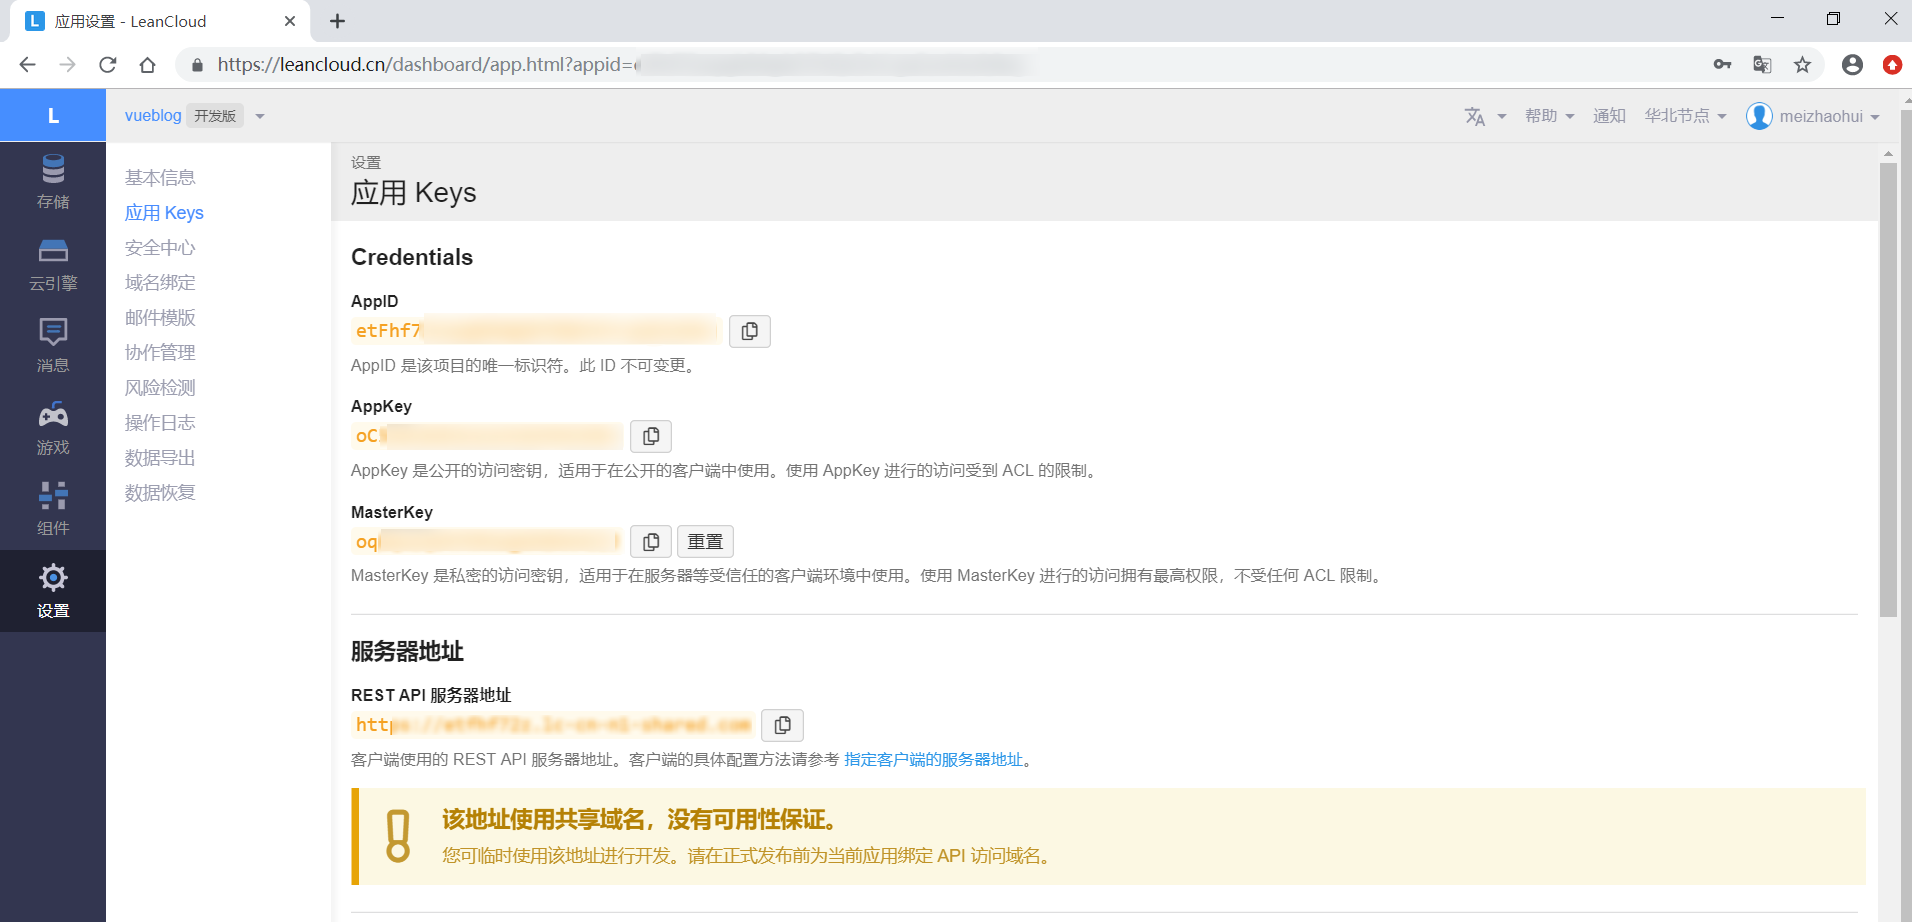 L 应用设置 - LeanCloud
https://leancloud.cn/dashboard/app.html?appid=
L
vueblog 开发版
帮助 通知 华北节点 meizhaohui
存储
云引擎
消息
游戏
组件
设置
基本信息
应用 Keys
安全中心
域名绑定
邮件模版
协作管理
风险检测
操作日志
数据导出
数据恢复
设置
应用 Keys
Credentials
AppID
etFhf7
AppID 是该项目的唯一标识符。此 ID 不可变更。
AppKey
oC
AppKey 是公开的访问密钥，适用于在公开的客户端中使用。使用 AppKey 进行的访问受到 ACL 的限制。
MasterKey
oq
重置
MasterKey 是私密的访问密钥，适用于在服务器等受信任的客户端环境中使用。使用 MasterKey 进行的访问拥有最高权限，不受任何 ACL 限制。
服务器地址
REST API 服务器地址
https://etfhf72z.lc-cn-n1-shared.com
客户端使用的 REST API 服务器地址。客户端的具体配置方法请参考 指定客户端的服务器地址。
该地址使用共享域名，没有可用性保证。
您可临时使用该地址进行开发。请在正式发布前为当前应用绑定 API 访问域名。